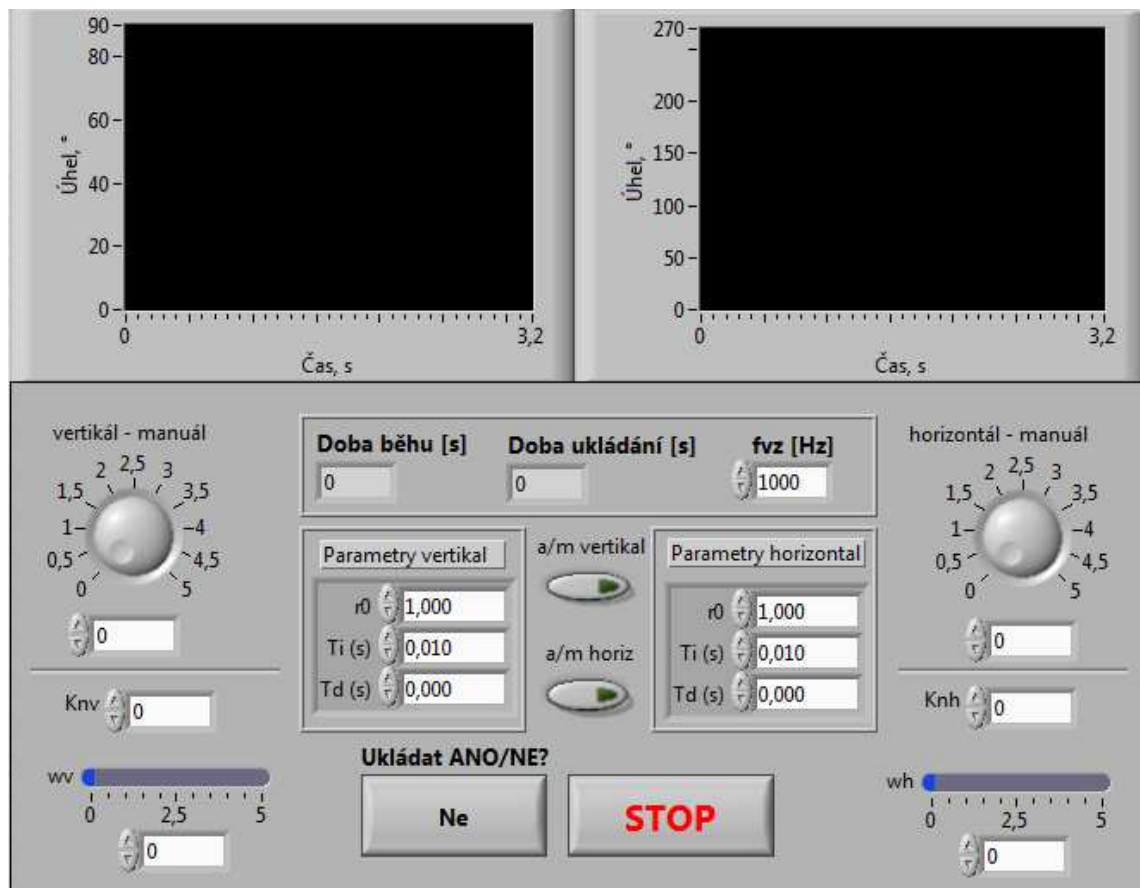 90
80
60
40
20
0
Úhel, °
0 3,2
Čas, s
270
200
150
100
50
0
Úhel, °
0 3,2
Čas, s
vertikál - manuál
0 0,5 1 1,5 2 2,5 3 3,5 4 4,5 5
0
Knv 0
wv
0 2,5 5
0
Doba běhu [s] Doba ukládání [s] fvz [Hz]
0 0 1000
Parametry vertikal
r0 1,000
Ti (s) 0,010
Td (s) 0,000
a/m vertikal
a/m horiz
Parametry horizontal
r0 1,000
Ti (s) 0,010
Td (s) 0,000
Ukládat ANO/NE?
Ne STOP
horizontál - manuál
0 0,5 1 1,5 2 2,5 3 3,5 4 4,5 5
0
Knh 0
wh
0 2,5 5
0